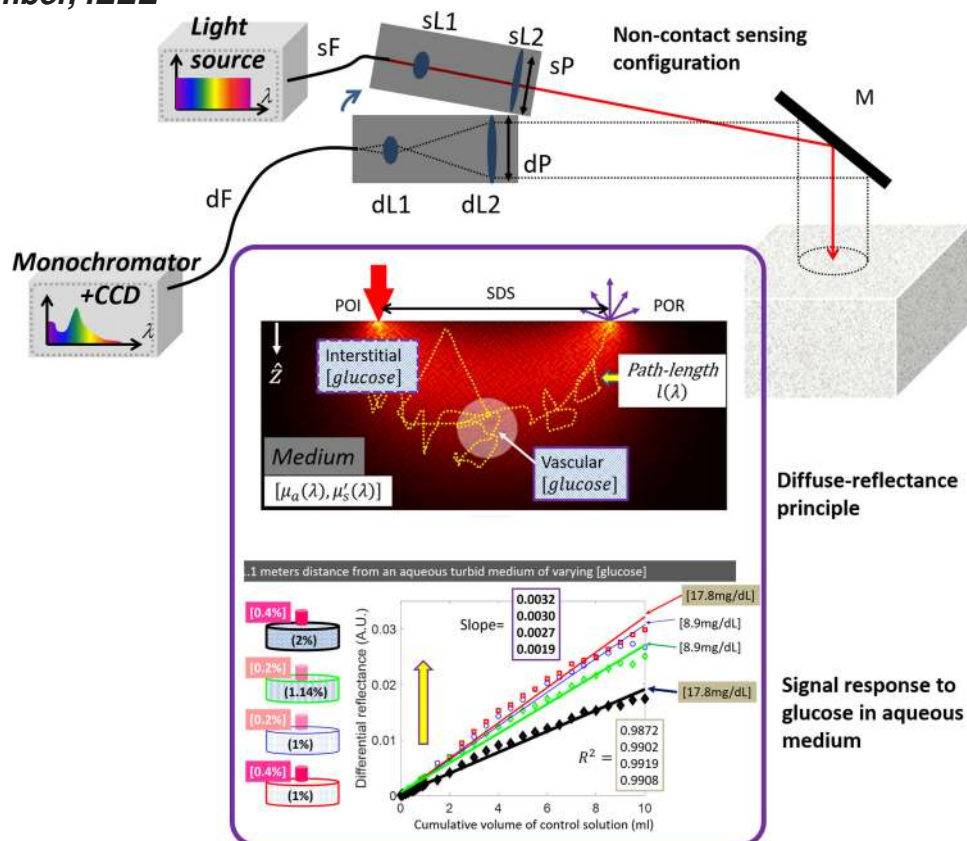 Light
source
λ
sF
sL1
sL2
sP
Non-contact sensing
configuration
M
dF
dL1
dL2
dP
Monochromator
+CCD
λ
POI
SDS
POR
ẑ
Interstitial
[glucose]
Path-length
l(λ)
Medium
[μₐ(λ), μ′ₛ(λ)]
Vascular
[glucose]
Diffuse-reflectance
principle
.1 meters distance from an aqueous turbid medium of varying [glucose]
[0.4%]
(2%)
[0.2%]
(1.14%)
[0.2%]
(1%)
[0.4%]
(1%)
Differential reflectance (A.U.)
0.03
0.02
0.01
0
Slope=
0.0032
0.0030
0.0027
0.0019
[17.8mg/dL]
[8.9mg/dL]
[8.9mg/dL]
[17.8mg/dL]
R² =
0.9872
0.9902
0.9919
0.9908
0 2 4 6 8 10
Cumulative volume of control solution (ml)
Signal response to
glucose in aqueous
medium